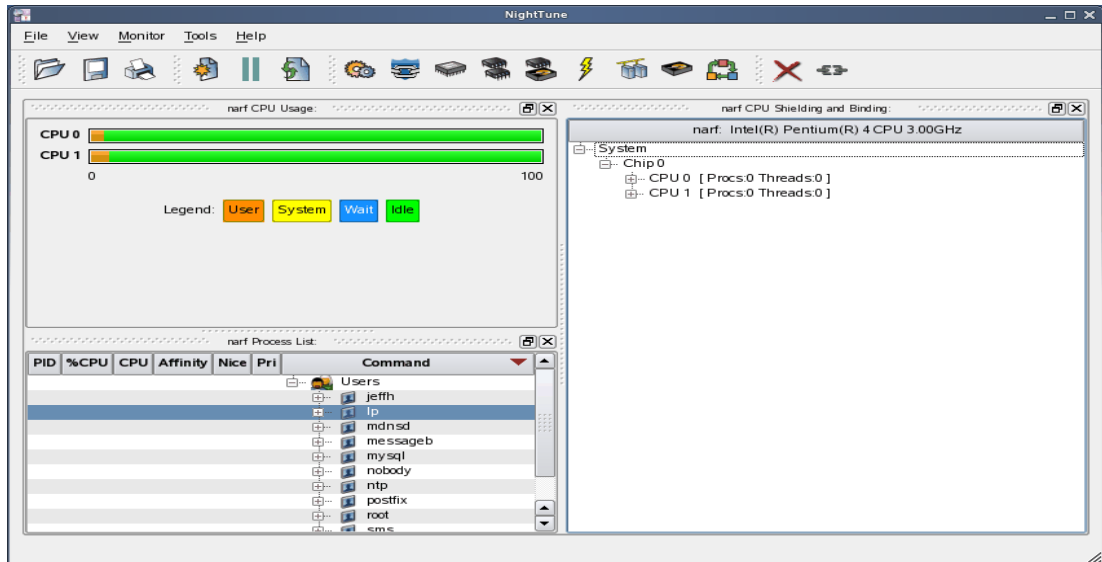 NightTune
File View Monitor Tools Help
narf CPU Usage:
CPU 0
CPU 1
0 100
Legend: User System Wait Idle
narf Process List:
PID %CPU CPU Affinity Nice Pri Command
Users
jeffh
lp
mdnsd
messageb
mysql
nobody
ntp
postfix
root
sms
narf CPU Shielding and Binding:
narf: Intel(R) Pentium(R) 4 CPU 3.00GHz
System
Chip 0
CPU 0 [ Procs:0 Threads:0 ]
CPU 1 [ Procs:0 Threads:0 ]